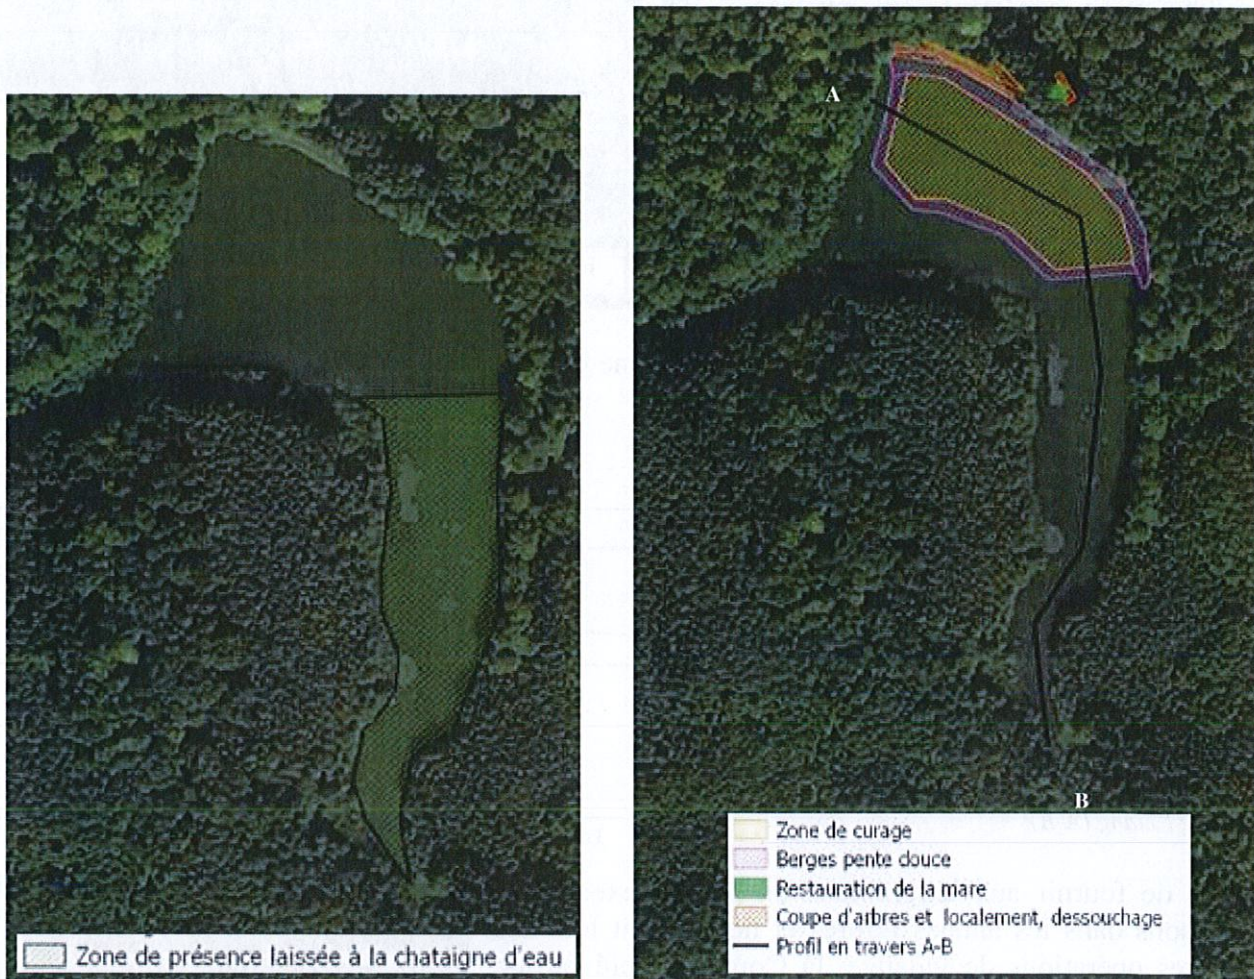 Zone de présence laissée à la chataigne d'eau
A
B
Zone de curage
Berges pente douce
Restauration de la mare
Coupe d'arbres et localement, dessouchage
Profil en travers A-B